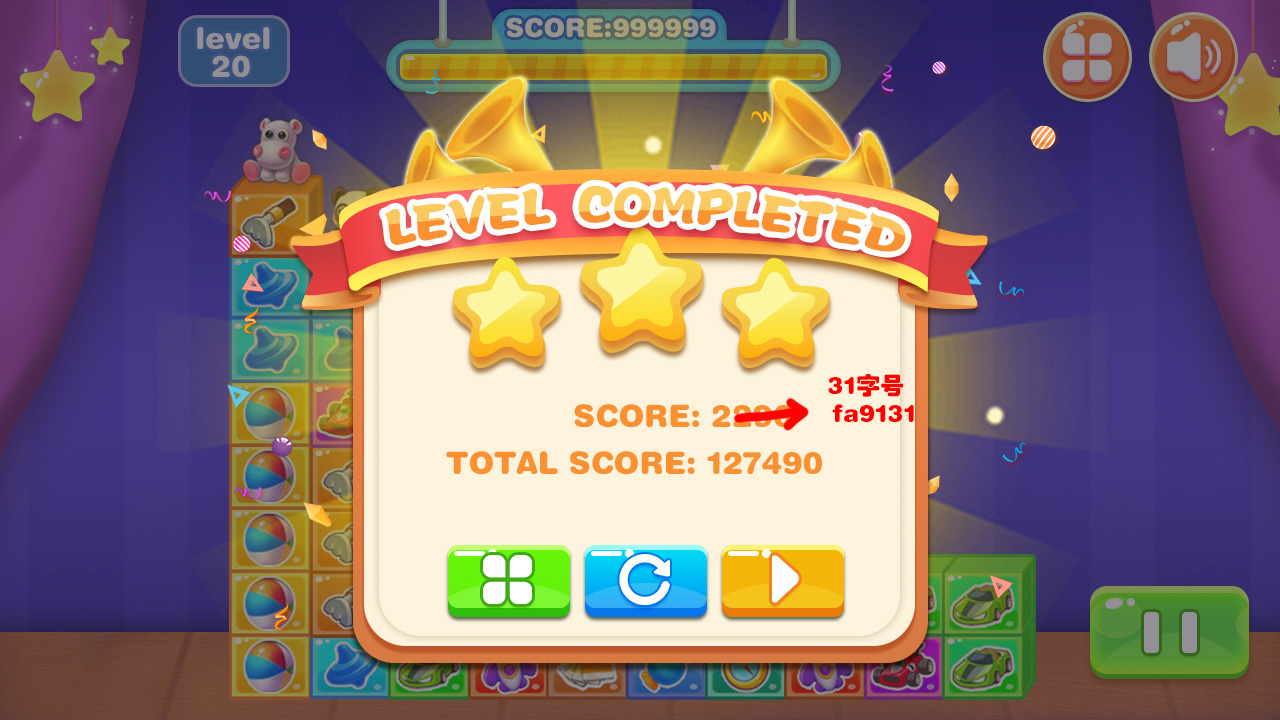 SCORE:999999
level
20
LEVEL COMPLETED
31字号
fa9131
SCORE:
TOTAL SCORE: 127490